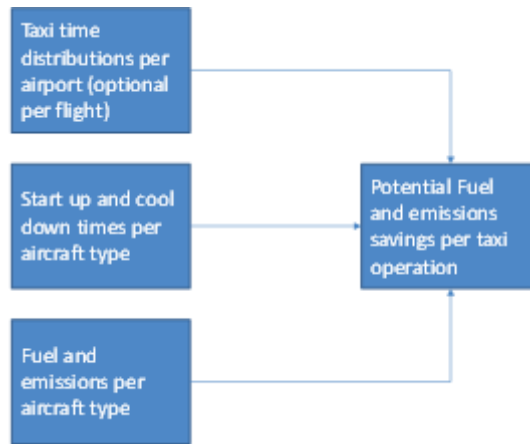 Taxi time
distributions per
airport (optional
per flight)
Start up and cool
down times per
aircraft type
Potential Fuel
and emissions
savings per taxi
operation
Fuel and
emissions per
aircraft type